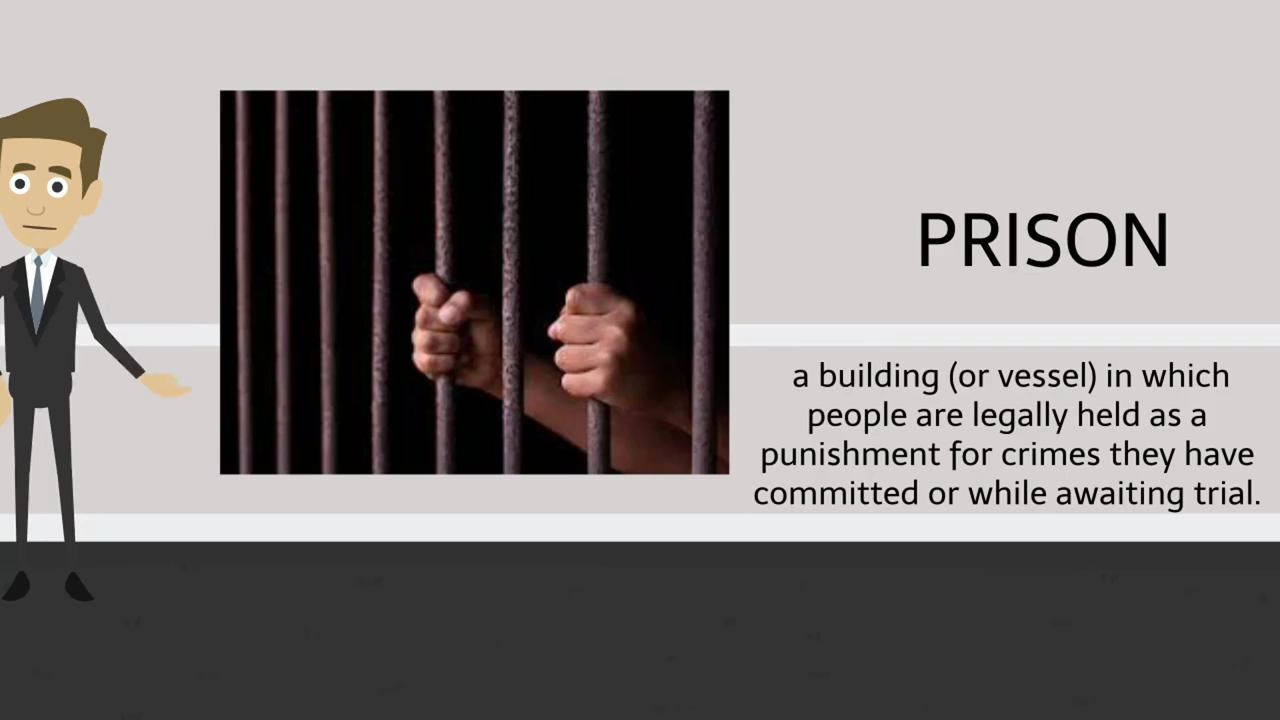 PRISON
a building (or vessel) in which
people are legally held as a
punishment for crimes they have
committed or while awaiting trial.